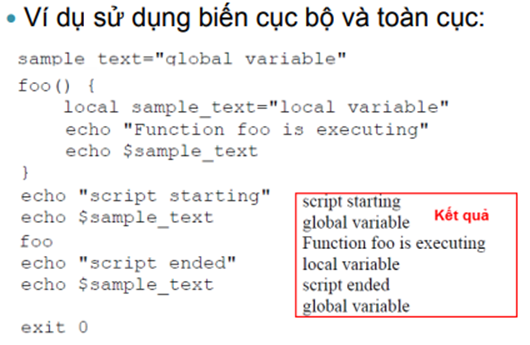 • Ví dụ sử dụng biến cục bộ và toàn cục:
sample_text="global variable"
foo() {
local sample_text="local variable"
echo "Function foo is executing"
echo $sample_text
}
echo "script starting"
echo $sample_text
foo
echo "script ended"
echo $sample_text
exit 0
script starting
global variable
Kết quả
Function foo is executing
local variable
script ended
global variable